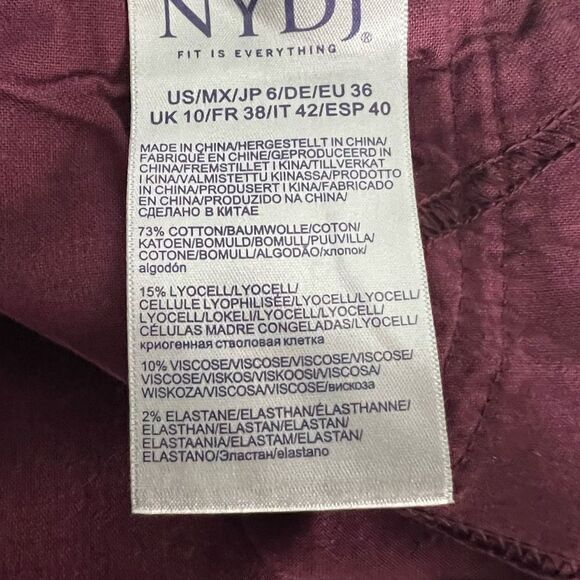 NYDJ®
FIT IS EVERYTHING
US/MX/JP 6/DE/EU 36
UK 10/FR 38/IT 42/ESP 40
MADE IN CHINA/HERGESTELLT IN CHINA/
FABRIQUÉ EN CHINE/GEPRODUCEERD IN
CHINA/FREMSTILLET I KINA/TILLVERKAT
I KINA/VALMISTETTU KIINASSA/PRODOTTO
IN CHINA/PRODUSERT I KINA/FABRICADO
EN CHINA/PRODUZIDO NA CHINA/
СДЕЛАНО В КИТАЕ
73% COTTON/BAUMWOLLE/COTON/
KATOEN/BOMULD/BOMULL/PUUVILLA/
COTONE/BOMULL/ALGODÃO/хлопок/
algodón
15% LYOCELL/LYOCELL/
CELLULE LYOPHILISÉE/LYOCELL/LYOCELL/
LYOCELL/LOKELI/LYOCELL/LYOCELL/
CÉLULAS MADRE CONGELADAS/LYOCELL/
криогенная стволовая клетка
10% VISCOSE/VISCOSE/VISCOSE/VISCOSE/
VISCOSE/VISKOS/VISKOOSI/VISCOSA/
WISKOZA/VISCOSA/VISCOSE/вискоза
2% ELASTANE/ELASTHAN/ÉLASTHANNE/
ELASTHAN/ELASTAN/ELASTAN/
ELASTAANIA/ELASTAM/ELASTAN/
ELASTANO/Эластан/elastano